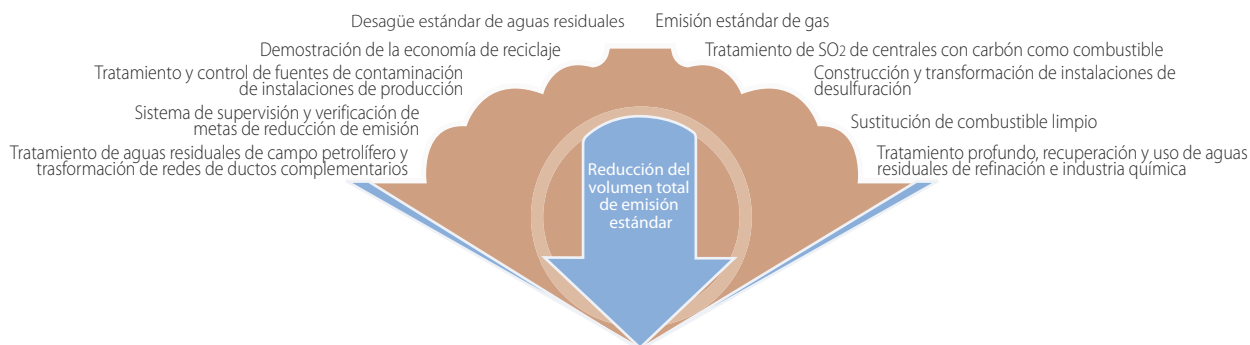 Desagüe estándar de aguas residuales
Emisión estándar de gas
Demostración de la economía de reciclaje
Tratamiento de SO2 de centrales con carbón como combustible
Tratamiento y control de fuentes de contaminación
de instalaciones de producción
Construcción y transformación de instalaciones de
desulfuración
Sistema de supervisión y verificación de
metas de reducción de emisión
Sustitución de combustible limpio
Tratamiento de aguas residuales de campo petrolífero y
trasformación de redes de ductos complementarios
Tratamiento profundo, recuperación y uso de aguas
residuales de refinación e industria química
Reducción del
volumen total
de emisión
estándar